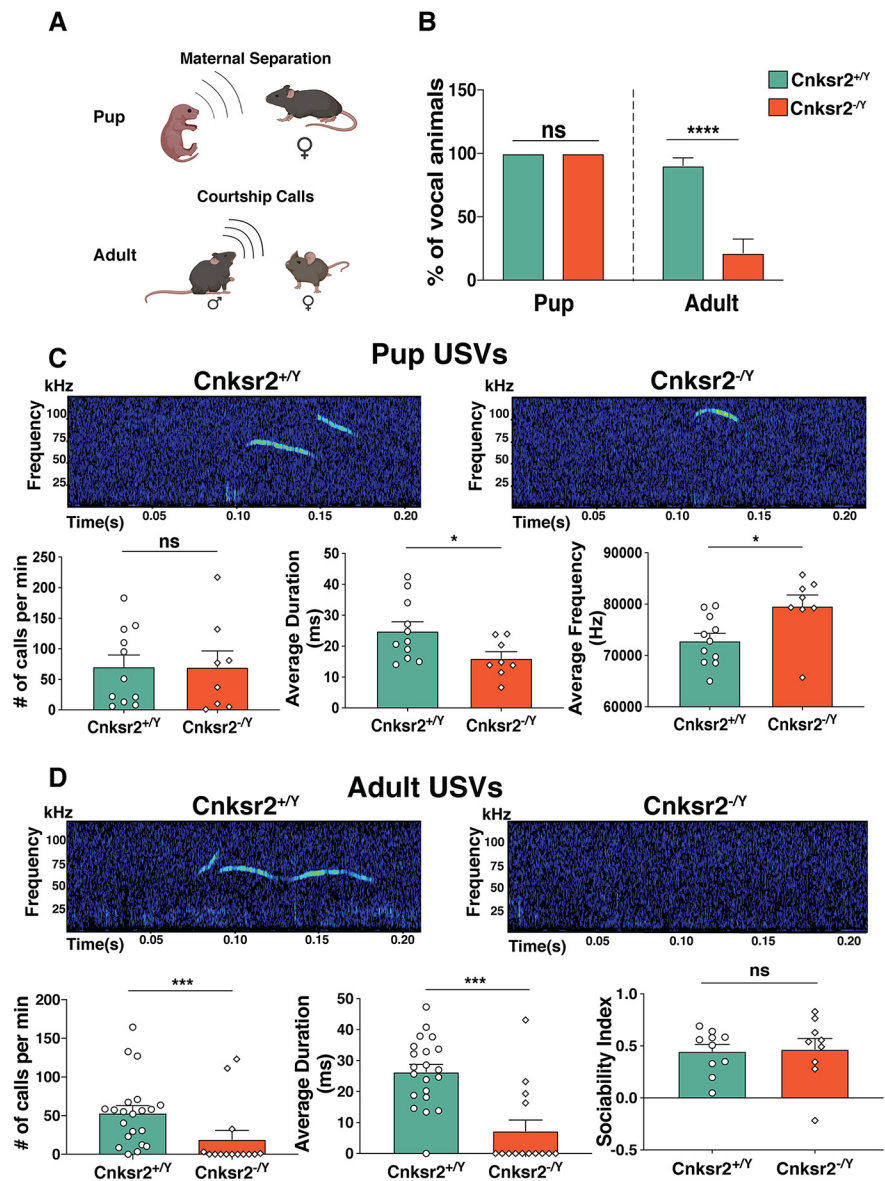 A
Maternal Separation
Pup
♀
Courtship Calls
Adult
♂
♀
B
Cnksr2+/Y
Cnksr2-/Y
% of vocal animals
150
100
50
0
ns
****
Pup
Adult
C
Pup USVs
kHz
Cnksr2+/Y
Frequency
100
75
50
25
Time(s)
0.05
0.10
0.15
0.20
kHz
Cnksr2-/Y
Frequency
100
75
50
25
Time(s)
0.05
0.10
0.15
0.20
# of calls per min
250
200
150
100
50
0
ns
Cnksr2+/Y
Cnksr2-/Y
Average Duration
(ms)
50
40
30
20
10
0
*
Cnksr2+/Y
Cnksr2-/Y
Average Frequency
(Hz)
90000
80000
70000
60000
*
Cnksr2+/Y
Cnksr2-/Y
D
Adult USVs
kHz
Cnksr2+/Y
Frequency
100
75
50
25
Time(s)
0.05
0.10
0.15
0.20
kHz
Cnksr2-/Y
Frequency
100
75
50
25
Time(s)
0.05
0.10
0.15
0.20
# of calls per min
200
150
100
50
0
***
Cnksr2+/Y
Cnksr2-/Y
Average Duration
(ms)
50
40
30
20
10
0
***
Cnksr2+/Y
Cnksr2-/Y
Sociability Index
1.0
0.5
0.0
-0.5
ns
Cnksr2+/Y
Cnksr2-/Y